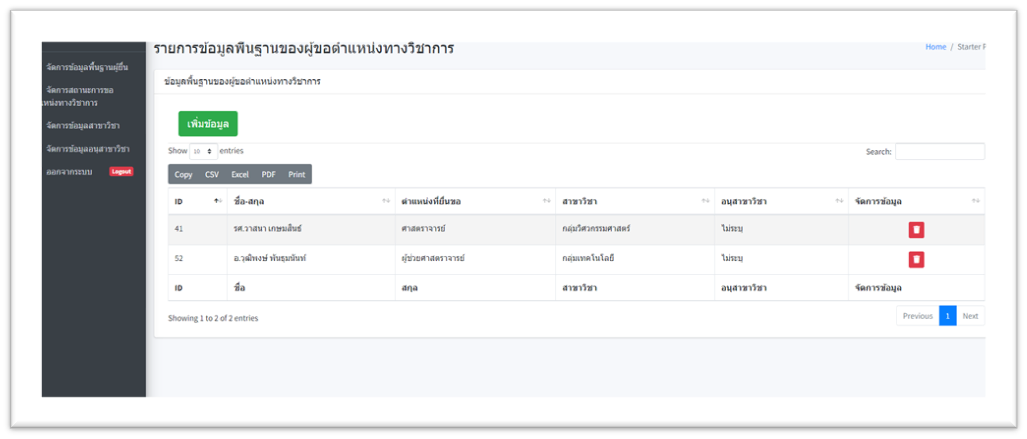 รายการข้อมูลพื้นฐานของผู้ขอตำแหน่งทางวิชาการ
Home / Starter P
จัดการข้อมูลพื้นฐานผู้ยื่น
จัดการสถานะการขอ
แหน่งทางวิชาการ
จัดการข้อมูลสาขาวิชา
จัดการข้อมูลอนุสาขาวิชา
ออกจากระบบ Logout
ข้อมูลพื้นฐานของผู้ขอตำแหน่งทางวิชาการ
เพิ่มข้อมูล
Show 10 entries
Search:
Copy CSV Excel PDF Print
ID ชื่อ-สกุล ตำแหน่งที่ยื่นขอ สาขาวิชา อนุสาขาวิชา จัดการข้อมูล
41 รศ.วาสนา เกษมสินธ์ ศาสตราจารย์ กลุ่มวิศวกรรมศาสตร์ ไม่ระบุ
52 อ.วุฒิพงษ์ พันธุมนันท์ ผู้ช่วยศาสตราจารย์ กลุ่มเทคโนโลยี ไม่ระบุ
ID ชื่อ สกุล สาขาวิชา อนุสาขาวิชา จัดการข้อมูล
Showing 1 to 2 of 2 entries
Previous 1 Next